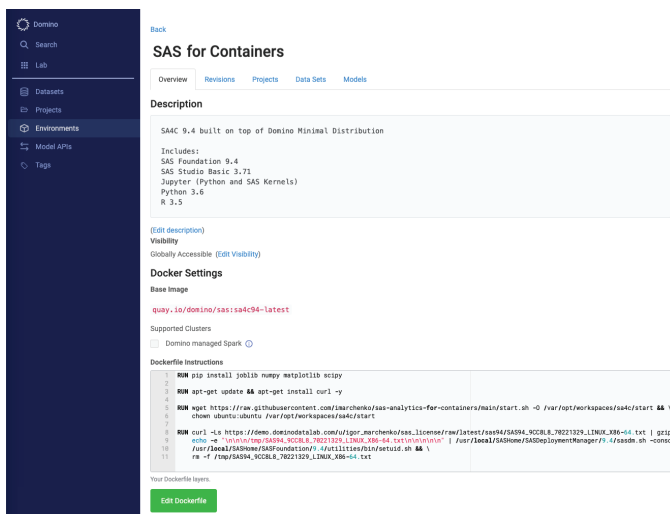 Domino
Search
Lab
Datasets
Projects
Environments
Model APIs
Tags
Back
SAS for Containers
Overview Revisions Projects Data Sets Models
Description
SA4C 9.4 built on top of Domino Minimal Distribution
Includes:
SAS Foundation 9.4
SAS Studio Basic 3.71
Jupyter (Python and SAS Kernels)
Python 3.6
R 3.5
(Edit description)
Visibility
Globally Accessible (Edit Visibility)
Docker Settings
Base Image
quay.io/domino/sas:sa4c94-latest
Supported Clusters
Domino managed Spark
Dockerfile Instructions
1 RUN pip install joblib numpy matplotlib scipy
2
3 RUN apt-get update && apt-get install curl -y
4
5 RUN wget https://raw.githubusercontent.com/imarchenko/sas-analytics-for-containers/main/start.sh -O /var/opt/workspaces/sa4c/start && \
6 chown ubuntu:ubuntu /var/opt/workspaces/sa4c/start
7
8 RUN curl -Ls https://demo.dominodatalab.com/u/igor_marchenko/sas_license/raw/latest/sas94/SAS94_9CC8L8_70221329_LINUX_X86-64.txt | gzip
9 echo -e "\n\n\n/tmp/SAS94_9CC8L8_70221329_LINUX_X86-64.txt\n\n\n\n\n" | /usr/local/SASHome/SASDeploymentManager/9.4/sasdm.sh -conso
10 /usr/local/SASHome/SASFoundation/9.4/utilities/bin/setuid.sh && \
11 rm -f /tmp/SAS94_9CC8L8_70221329_LINUX_X86-64.txt
Your Dockerfile layers.
Edit Dockerfile